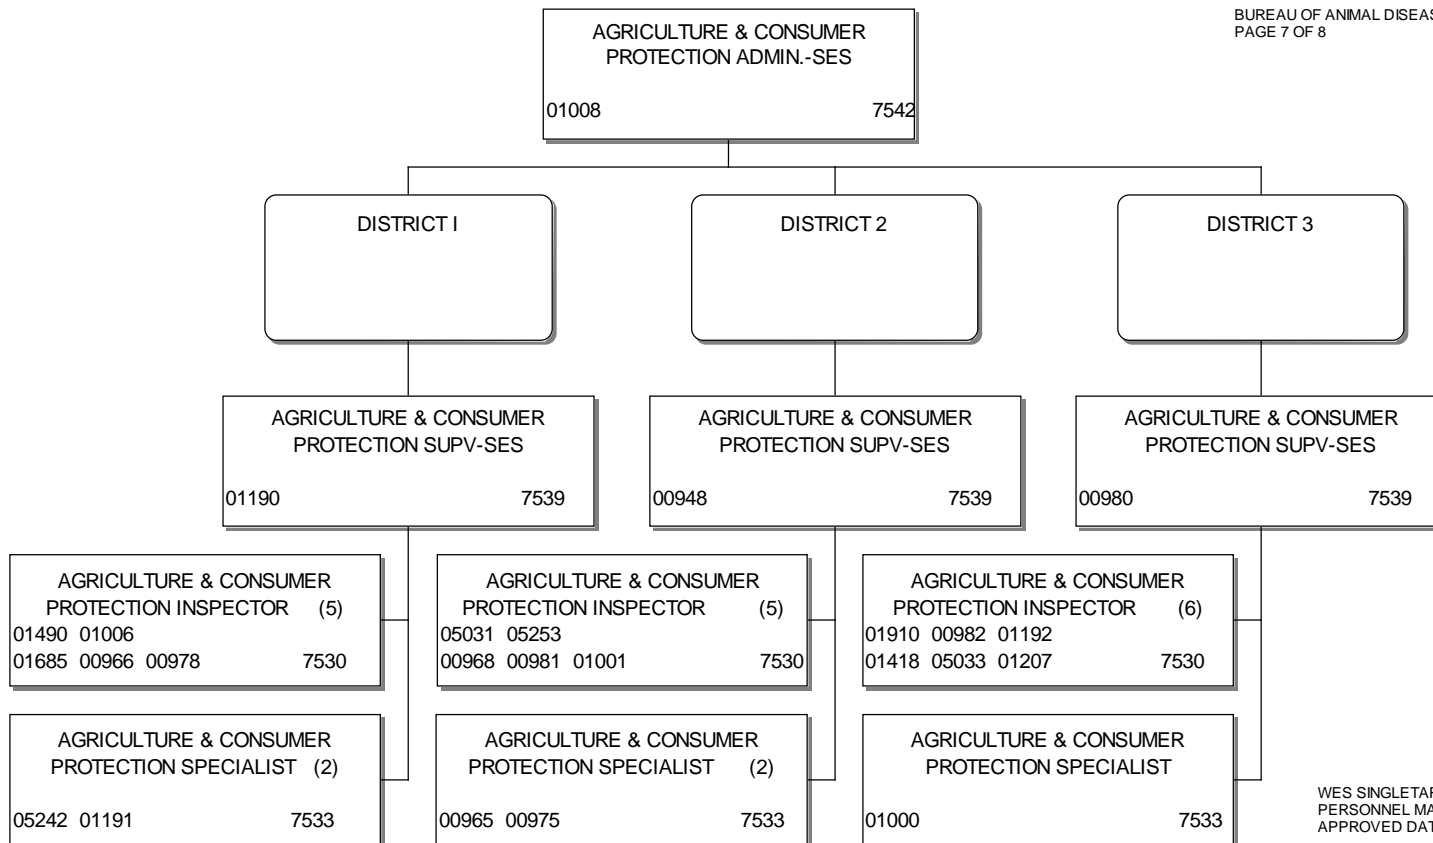 BUREAU OF ANIMAL DISEAS
PAGE 7 OF 8
AGRICULTURE & CONSUMER
PROTECTION ADMIN.-SES
01008 7542
DISTRICT I
DISTRICT 2
DISTRICT 3
AGRICULTURE & CONSUMER
PROTECTION SUPV-SES
01190 7539
AGRICULTURE & CONSUMER
PROTECTION SUPV-SES
00948 7539
AGRICULTURE & CONSUMER
PROTECTION SUPV-SES
00980 7539
AGRICULTURE & CONSUMER
PROTECTION INSPECTOR (5)
01490 01006
01685 00966 00978 7530
AGRICULTURE & CONSUMER
PROTECTION INSPECTOR (5)
05031 05253
00968 00981 01001 7530
AGRICULTURE & CONSUMER
PROTECTION INSPECTOR (6)
01910 00982 01192
01418 05033 01207 7530
AGRICULTURE & CONSUMER
PROTECTION SPECIALIST (2)
05242 01191 7533
AGRICULTURE & CONSUMER
PROTECTION SPECIALIST (2)
00965 00975 7533
AGRICULTURE & CONSUMER
PROTECTION SPECIALIST
01000 7533
WES SINGLETAR
PERSONNEL MA
APPROVED DAT